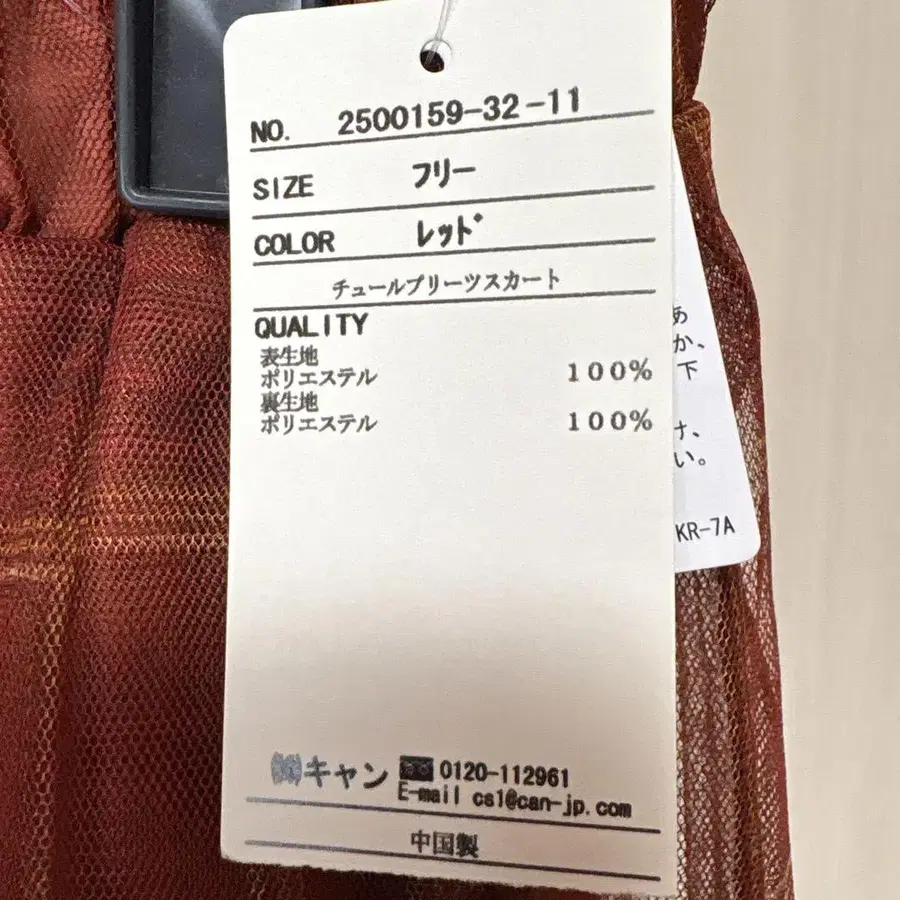 NO. 2500159-32-11
SIZE フリー
COLOR レッド
チュールプリーツスカート
QUALITY
表生地
ポリエステル 100%
裏生地
ポリエステル 100%
㈱キャン 0120-112961
E-mail cs1@can-jp.com
中国製
あ
か、
下
け、
い。
KR-7A